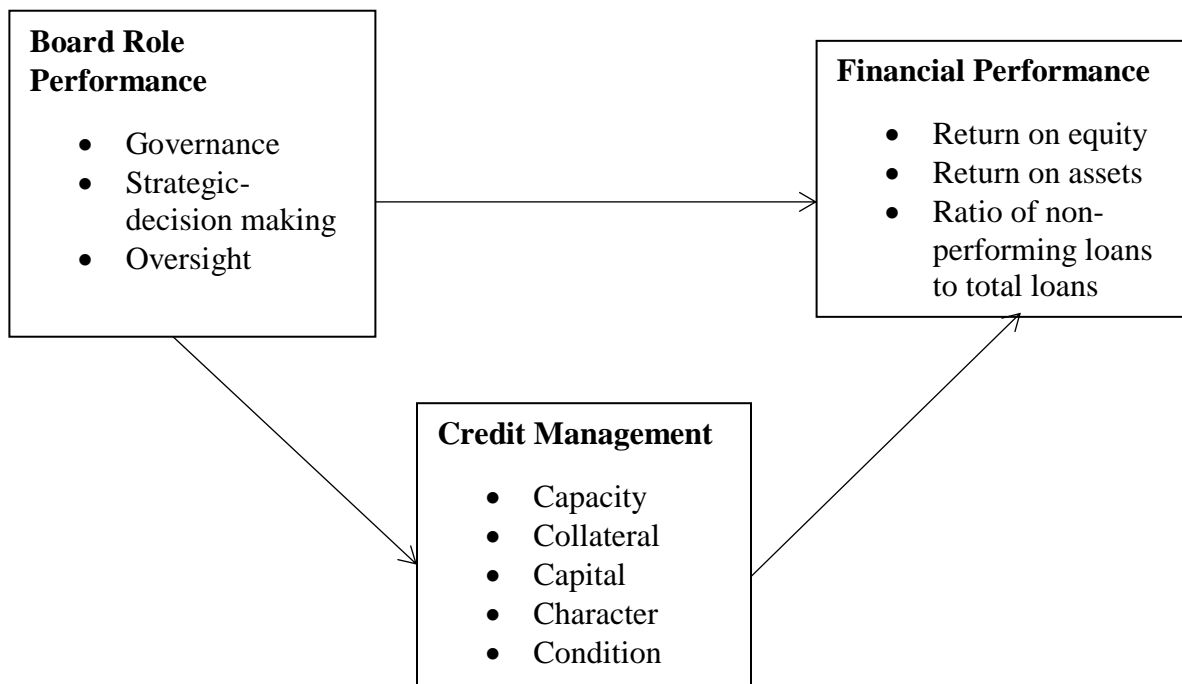 Board Role
Performance
• Governance
• Strategic-
decision making
• Oversight
Financial Performance
• Return on equity
• Return on assets
• Ratio of non-
performing loans
to total loans
Credit Management
• Capacity
• Collateral
• Capital
• Character
• Condition